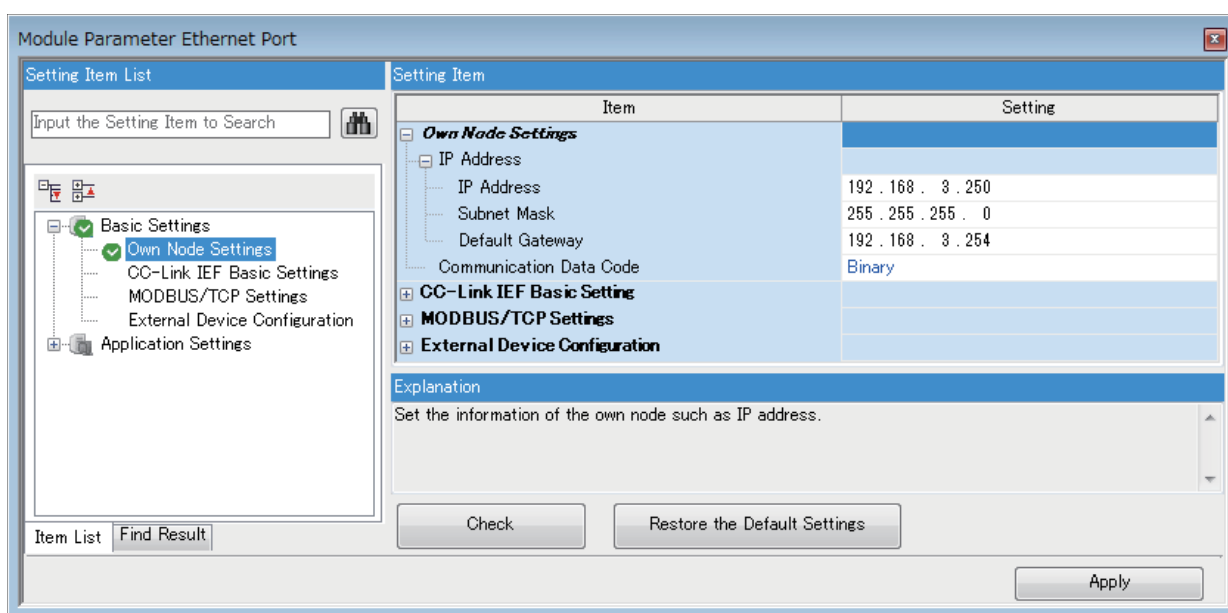 Module Parameter Ethernet Port
Setting Item List
Input the Setting Item to Search
Basic Settings
Own Node Settings
CC-Link IEF Basic Settings
MODBUS/TCP Settings
External Device Configuration
Application Settings
Item List
Find Result
Setting Item
Item Setting
Own Node Settings
IP Address
IP Address 192 . 168 . 3 . 250
Subnet Mask 255 . 255 . 255 . 0
Default Gateway 192 . 168 . 3 . 254
Communication Data Code Binary
CC-Link IEF Basic Setting
MODBUS/TCP Settings
External Device Configuration
Explanation
Set the information of the own node such as IP address.
Check Restore the Default Settings
Apply